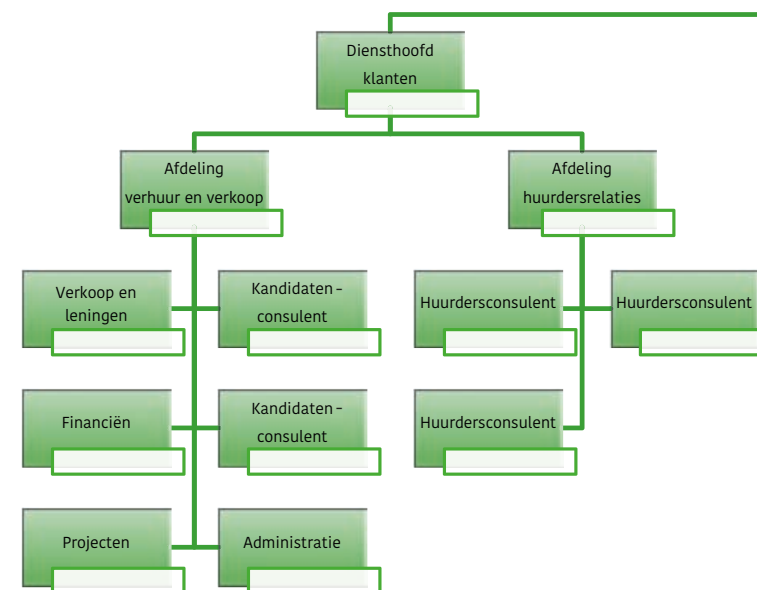 Diensthoofd
klanten
Afdeling
verhuur en verkoop
Afdeling
huurdersrelaties
Verkoop en
leningen
Kandidaten -
consulent
Huurdersconsulent
Huurdersconsulent
Financiën
Kandidaten -
consulent
Huurdersconsulent
Projecten
Administratie